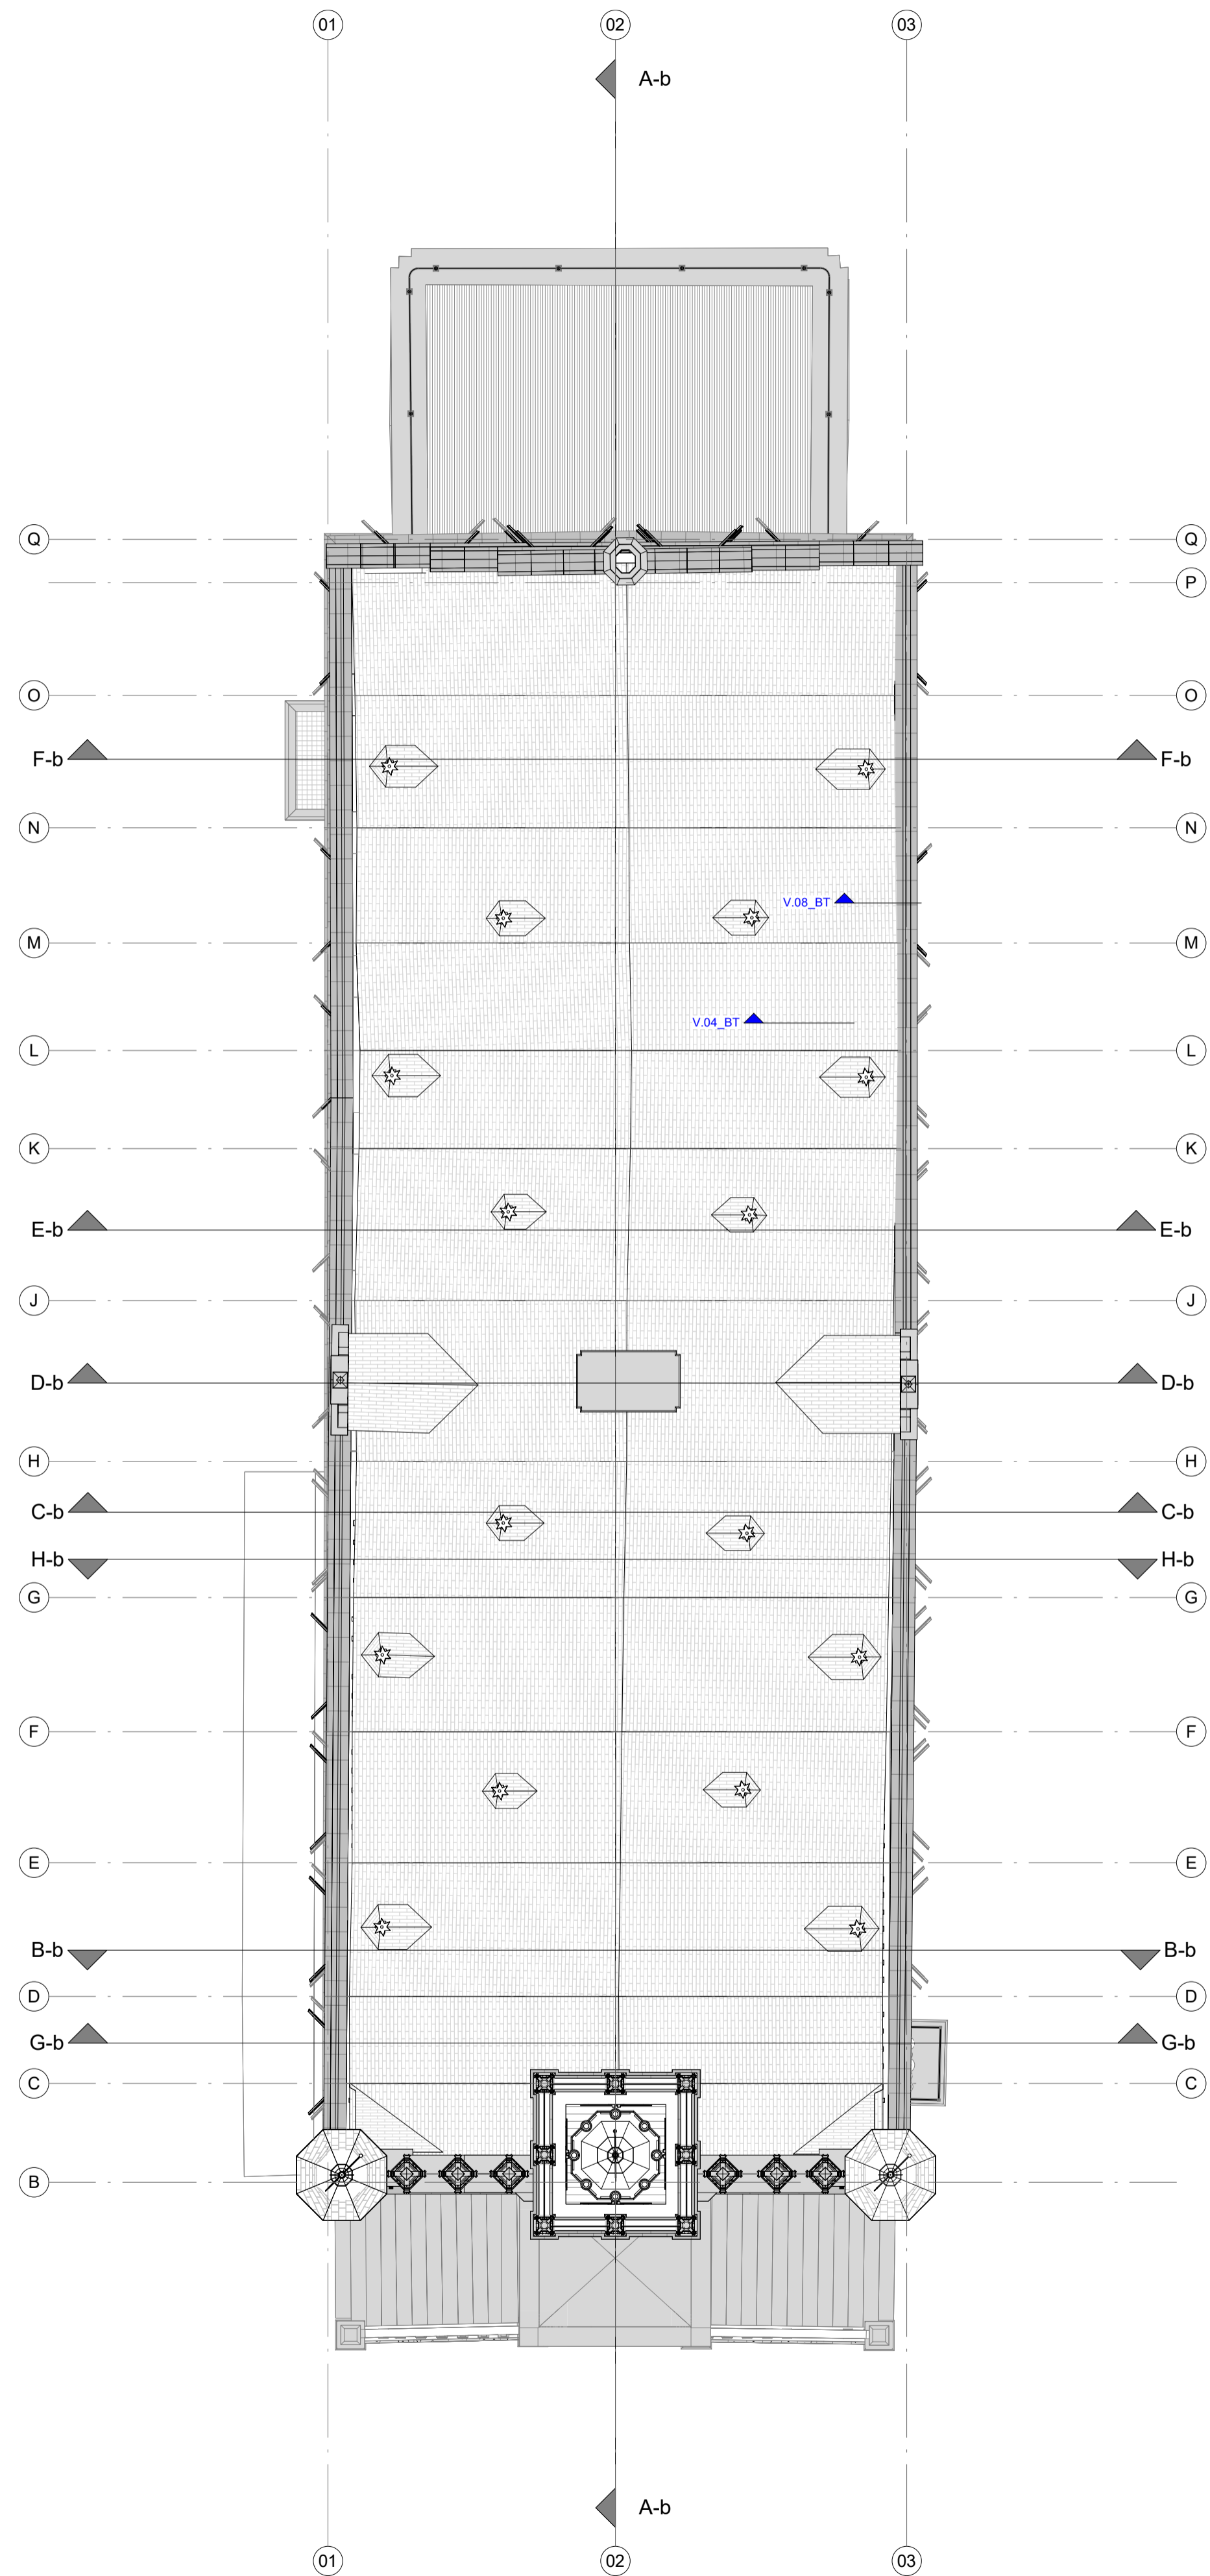 01 02 03
A-b
Q Q
P
O O
F-b F-b
N N
V.08_BT
M M
V.04_BT
L L
K K
E-b E-b
J J
D-b D-b
H H
C-b C-b
H-b H-b
G G
F F
E E
B-b B-b
D D
G-b G-b
C C
B
A-b
01 02 03